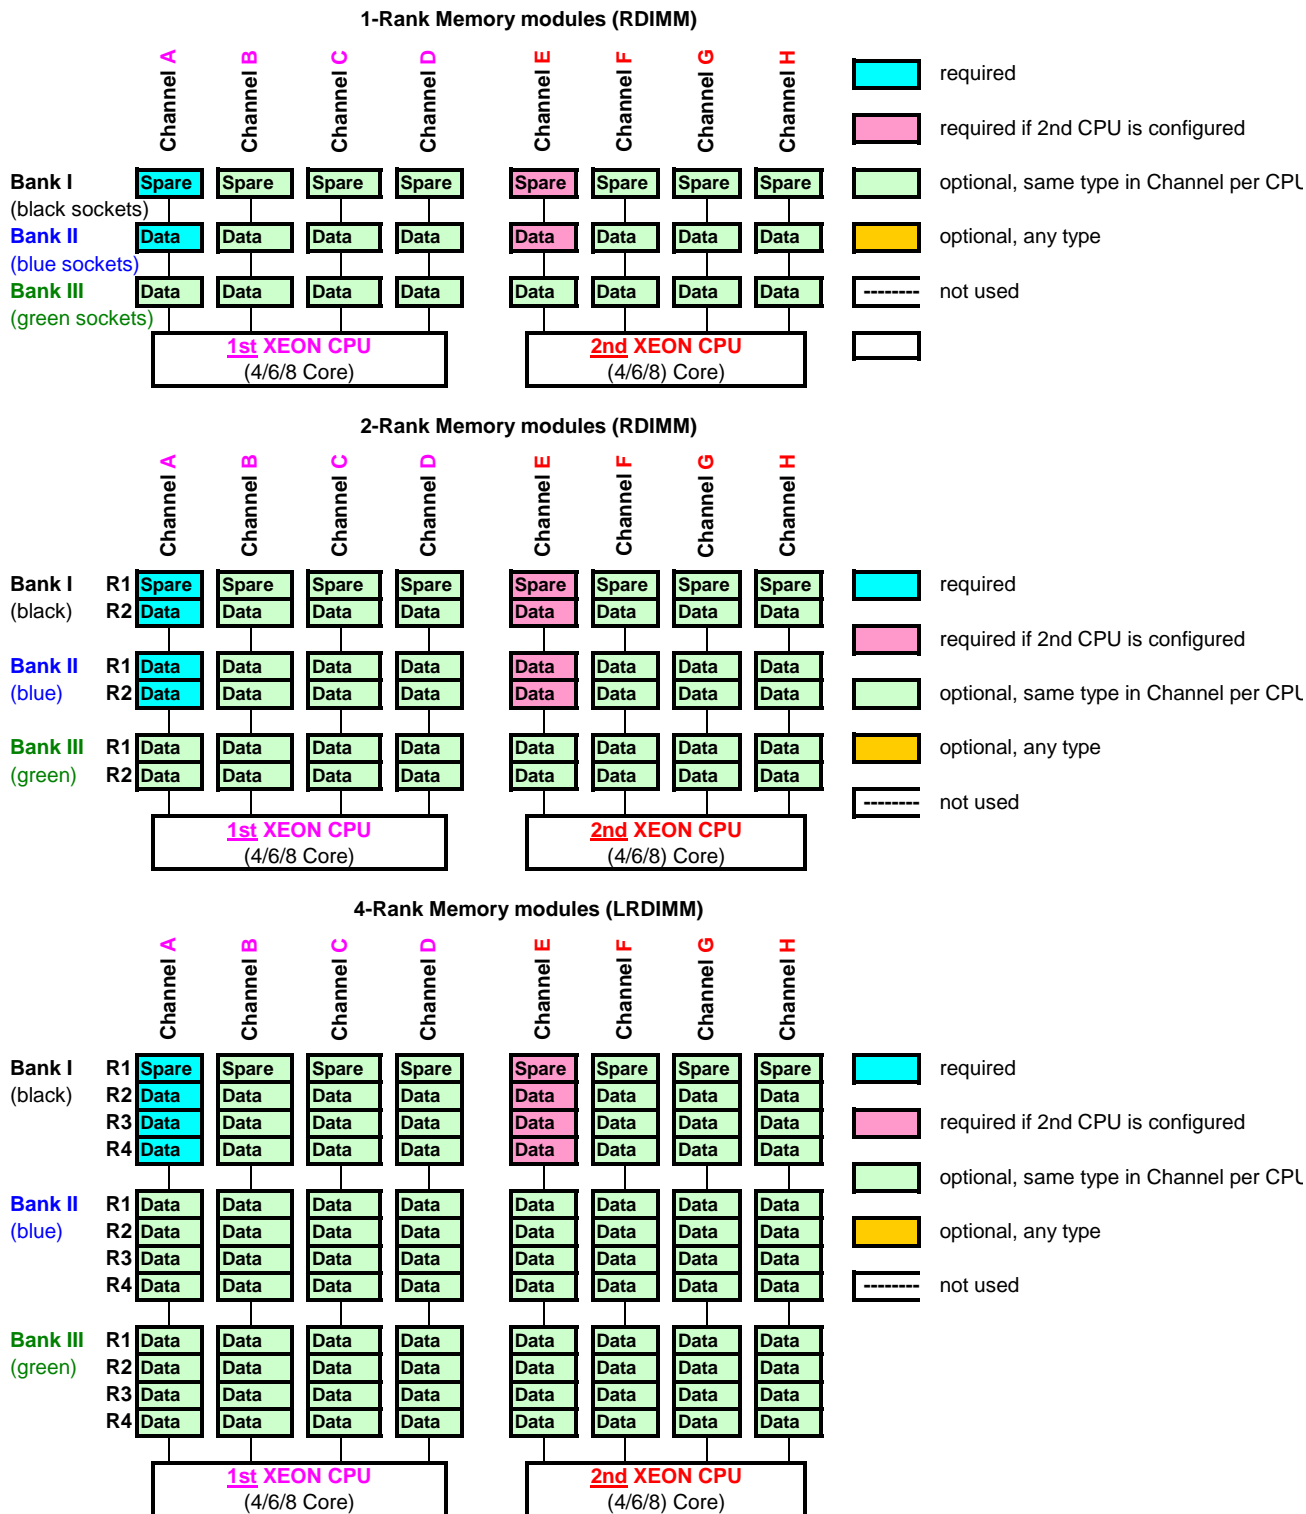 1-Rank Memory modules (RDIMM)
Channel A Channel B Channel C Channel D Channel E Channel F Channel G Channel H
required
required if 2nd CPU is configured
Bank I Spare Spare Spare Spare Spare Spare Spare Spare optional, same type in Channel per CPU
(black sockets)
Bank II Data Data Data Data Data Data Data Data optional, any type
(blue sockets)
Bank III Data Data Data Data Data Data Data Data -------- not used
(green sockets)
1st XEON CPU 2nd XEON CPU
(4/6/8 Core) (4/6/8) Core)
2-Rank Memory modules (RDIMM)
Channel A Channel B Channel C Channel D Channel E Channel F Channel G Channel H
Bank I R1 Spare Spare Spare Spare Spare Spare Spare Spare required
(black) R2 Data Data Data Data Data Data Data Data
required if 2nd CPU is configured
Bank II R1 Data Data Data Data Data Data Data Data
(blue) R2 Data Data Data Data Data Data Data Data optional, same type in Channel per CPU
Bank III R1 Data Data Data Data Data Data Data Data optional, any type
(green) R2 Data Data Data Data Data Data Data Data
-------- not used
1st XEON CPU 2nd XEON CPU
(4/6/8 Core) (4/6/8) Core)
4-Rank Memory modules (LRDIMM)
Channel A Channel B Channel C Channel D Channel E Channel F Channel G Channel H
Bank I R1 Spare Spare Spare Spare Spare Spare Spare Spare required
(black) R2 Data Data Data Data Data Data Data Data
R3 Data Data Data Data Data Data Data Data required if 2nd CPU is configured
R4 Data Data Data Data Data Data Data Data
optional, same type in Channel per CPU
Bank II R1 Data Data Data Data Data Data Data Data
(blue) R2 Data Data Data Data Data Data Data Data optional, any type
R3 Data Data Data Data Data Data Data Data
R4 Data Data Data Data Data Data Data Data -------- not used
Bank III R1 Data Data Data Data Data Data Data Data
(green) R2 Data Data Data Data Data Data Data Data
R3 Data Data Data Data Data Data Data Data
R4 Data Data Data Data Data Data Data Data
1st XEON CPU 2nd XEON CPU
(4/6/8 Core) (4/6/8) Core)